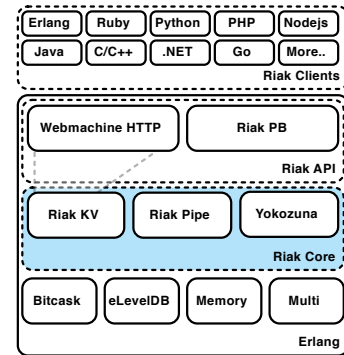 Erlang Ruby Python PHP Nodejs
Java C/C++ .NET Go More..
Riak Clients
Webmachine HTTP Riak PB
Riak API
Riak KV Riak Pipe Yokozuna
Riak Core
Bitcask eLevelDB Memory Multi
Erlang